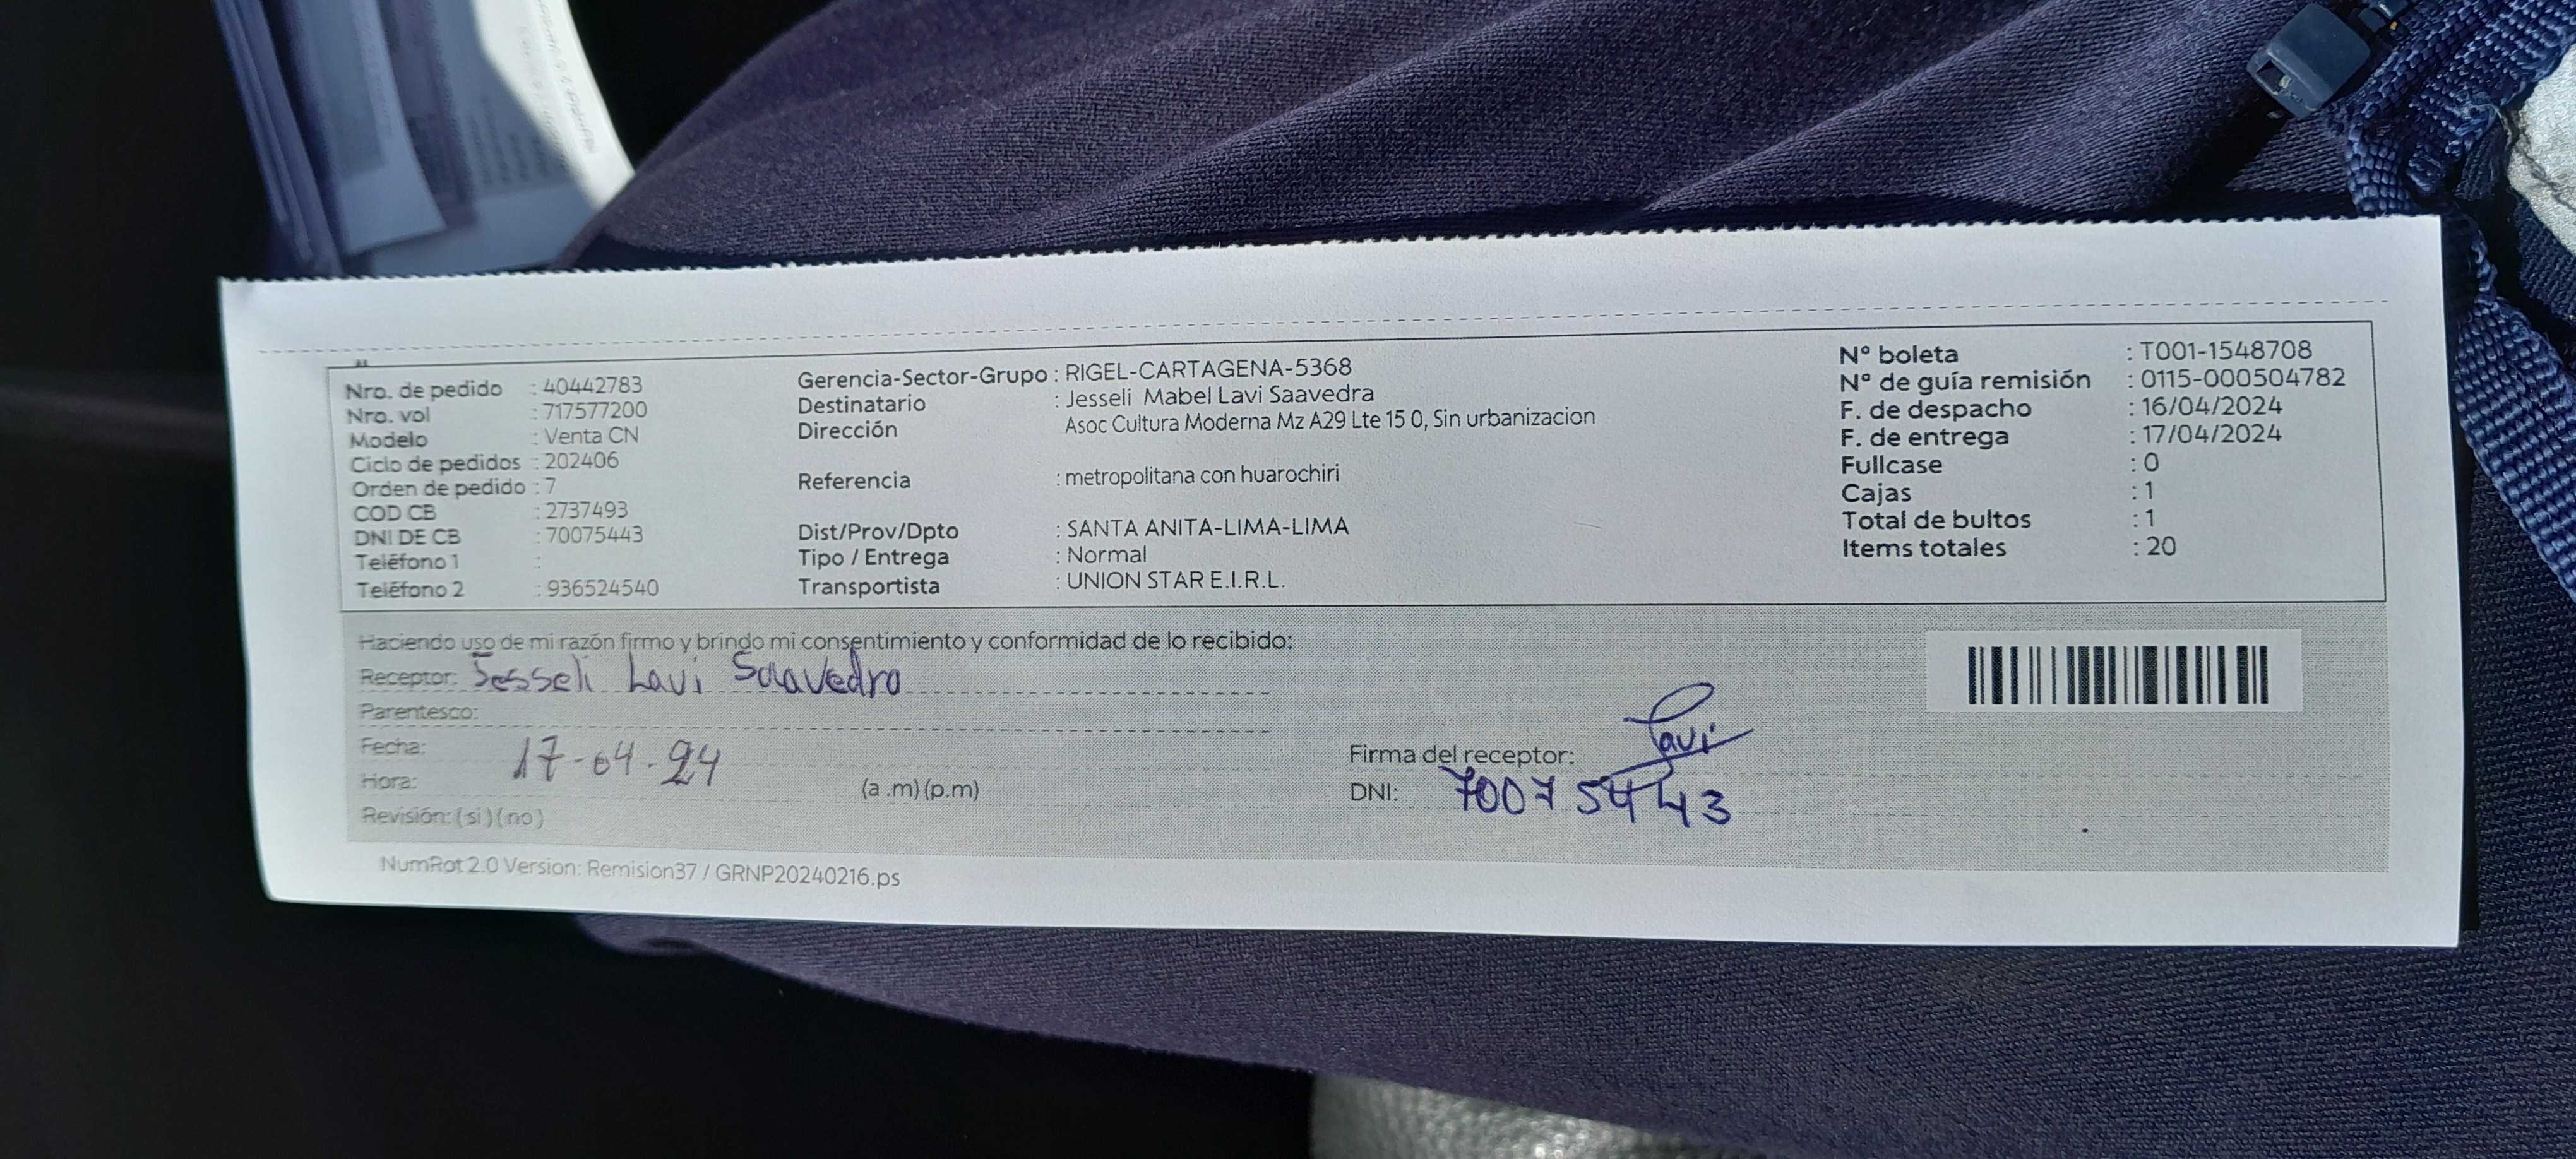 Nro. de pedido : 40442783
Nro. vol : 717577200
Modelo : Venta CN
Ciclo de pedidos : 202406
Orden de pedido : 7
COD CB : 2737493
DNI DE CB : 70075443
Teléfono 1 :
Teléfono 2 : 936524540
Gerencia-Sector-Grupo : RIGEL-CARTAGENA-5368
Destinatario : Jesseli Mabel Lavi Saavedra
Dirección Asoc Cultura Moderna Mz A29 Lte 15 0, Sin urbanizacion
Referencia : metropolitana con huarochiri
Dist/Prov/Dpto : SANTA ANITA-LIMA-LIMA
Tipo / Entrega : Normal
Transportista : UNION STAR E.I.R.L.
N° boleta : T001-1548708
N° de guía remisión : 0115-000504782
F. de despacho : 16/04/2024
F. de entrega : 17/04/2024
Fullcase : 0
Cajas : 1
Total de bultos : 1
Items totales : 20
Haciendo uso de mi razón firmo y brindo mi consentimiento y conformidad de lo recibido:
Receptor: Jesseli Lavi Saavedra
Parentesco:
Fecha: 17-04-24
Hora: (a .m) (p.m)
Revisión: ( si ) ( no )
Firma del receptor: Lavi
DNI: 70075443
NumRot 2.0 Version: Remision37 / GRNP20240216.ps